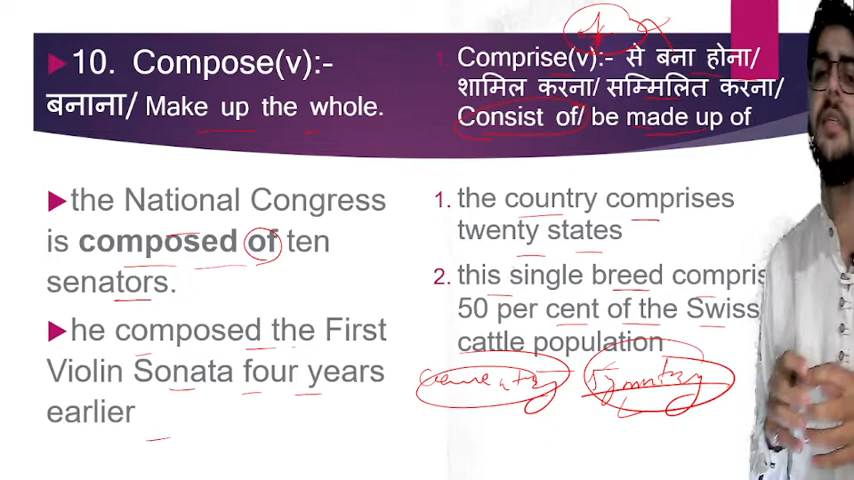 10. Compose(v):-
बनाना/ Make up the whole.
the National Congress
is composed of ten
senators.
he composed the First
Violin Sonata four years
earlier
1. Comprise(v):- से बना होना/
शामिल करना/ सम्मिलित करना/
Consist of/ be made up of
1. the country comprises
twenty states
2. this single breed compris
50 per cent of the Swiss
cattle population